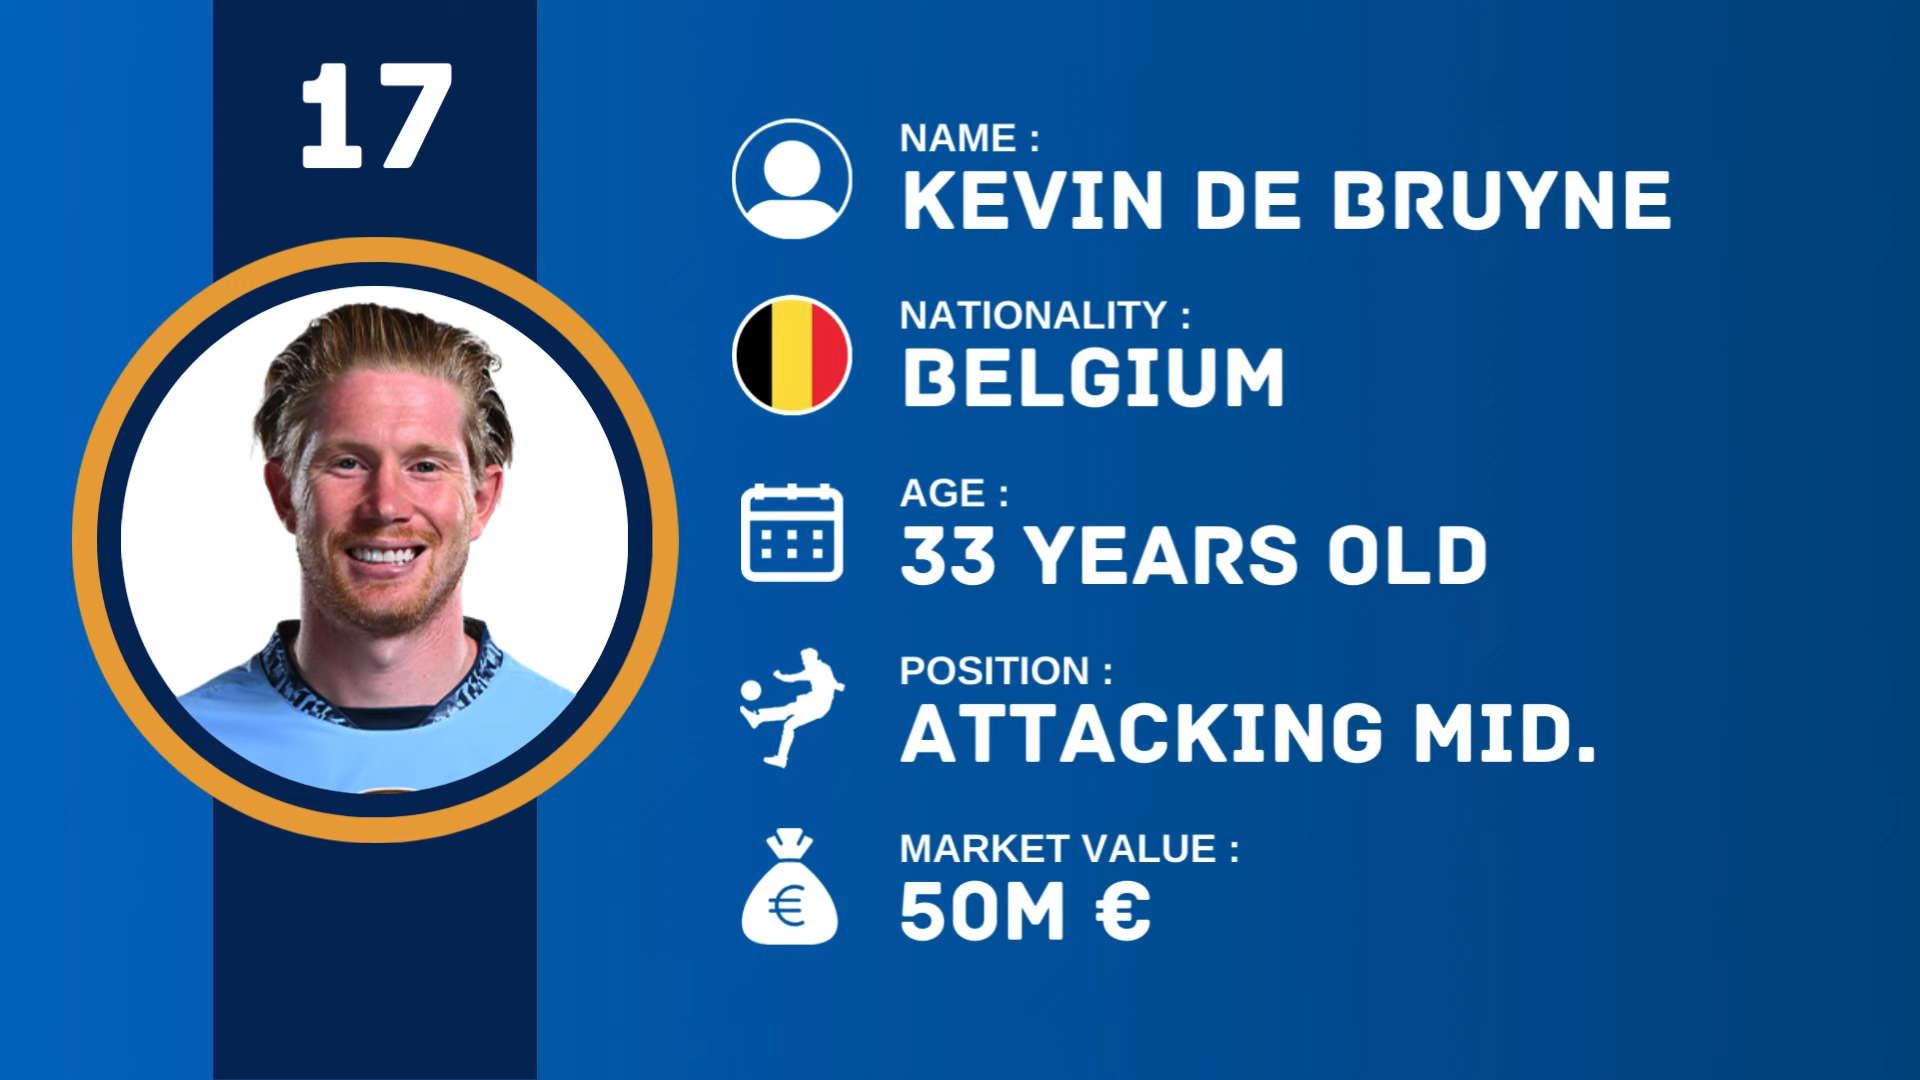 17
NAME :
KEVIN DE BRUYNE
NATIONALITY :
BELGIUM
AGE :
33 YEARS OLD
POSITION :
ATTACKING MID.
MARKET VALUE :
€
50M €